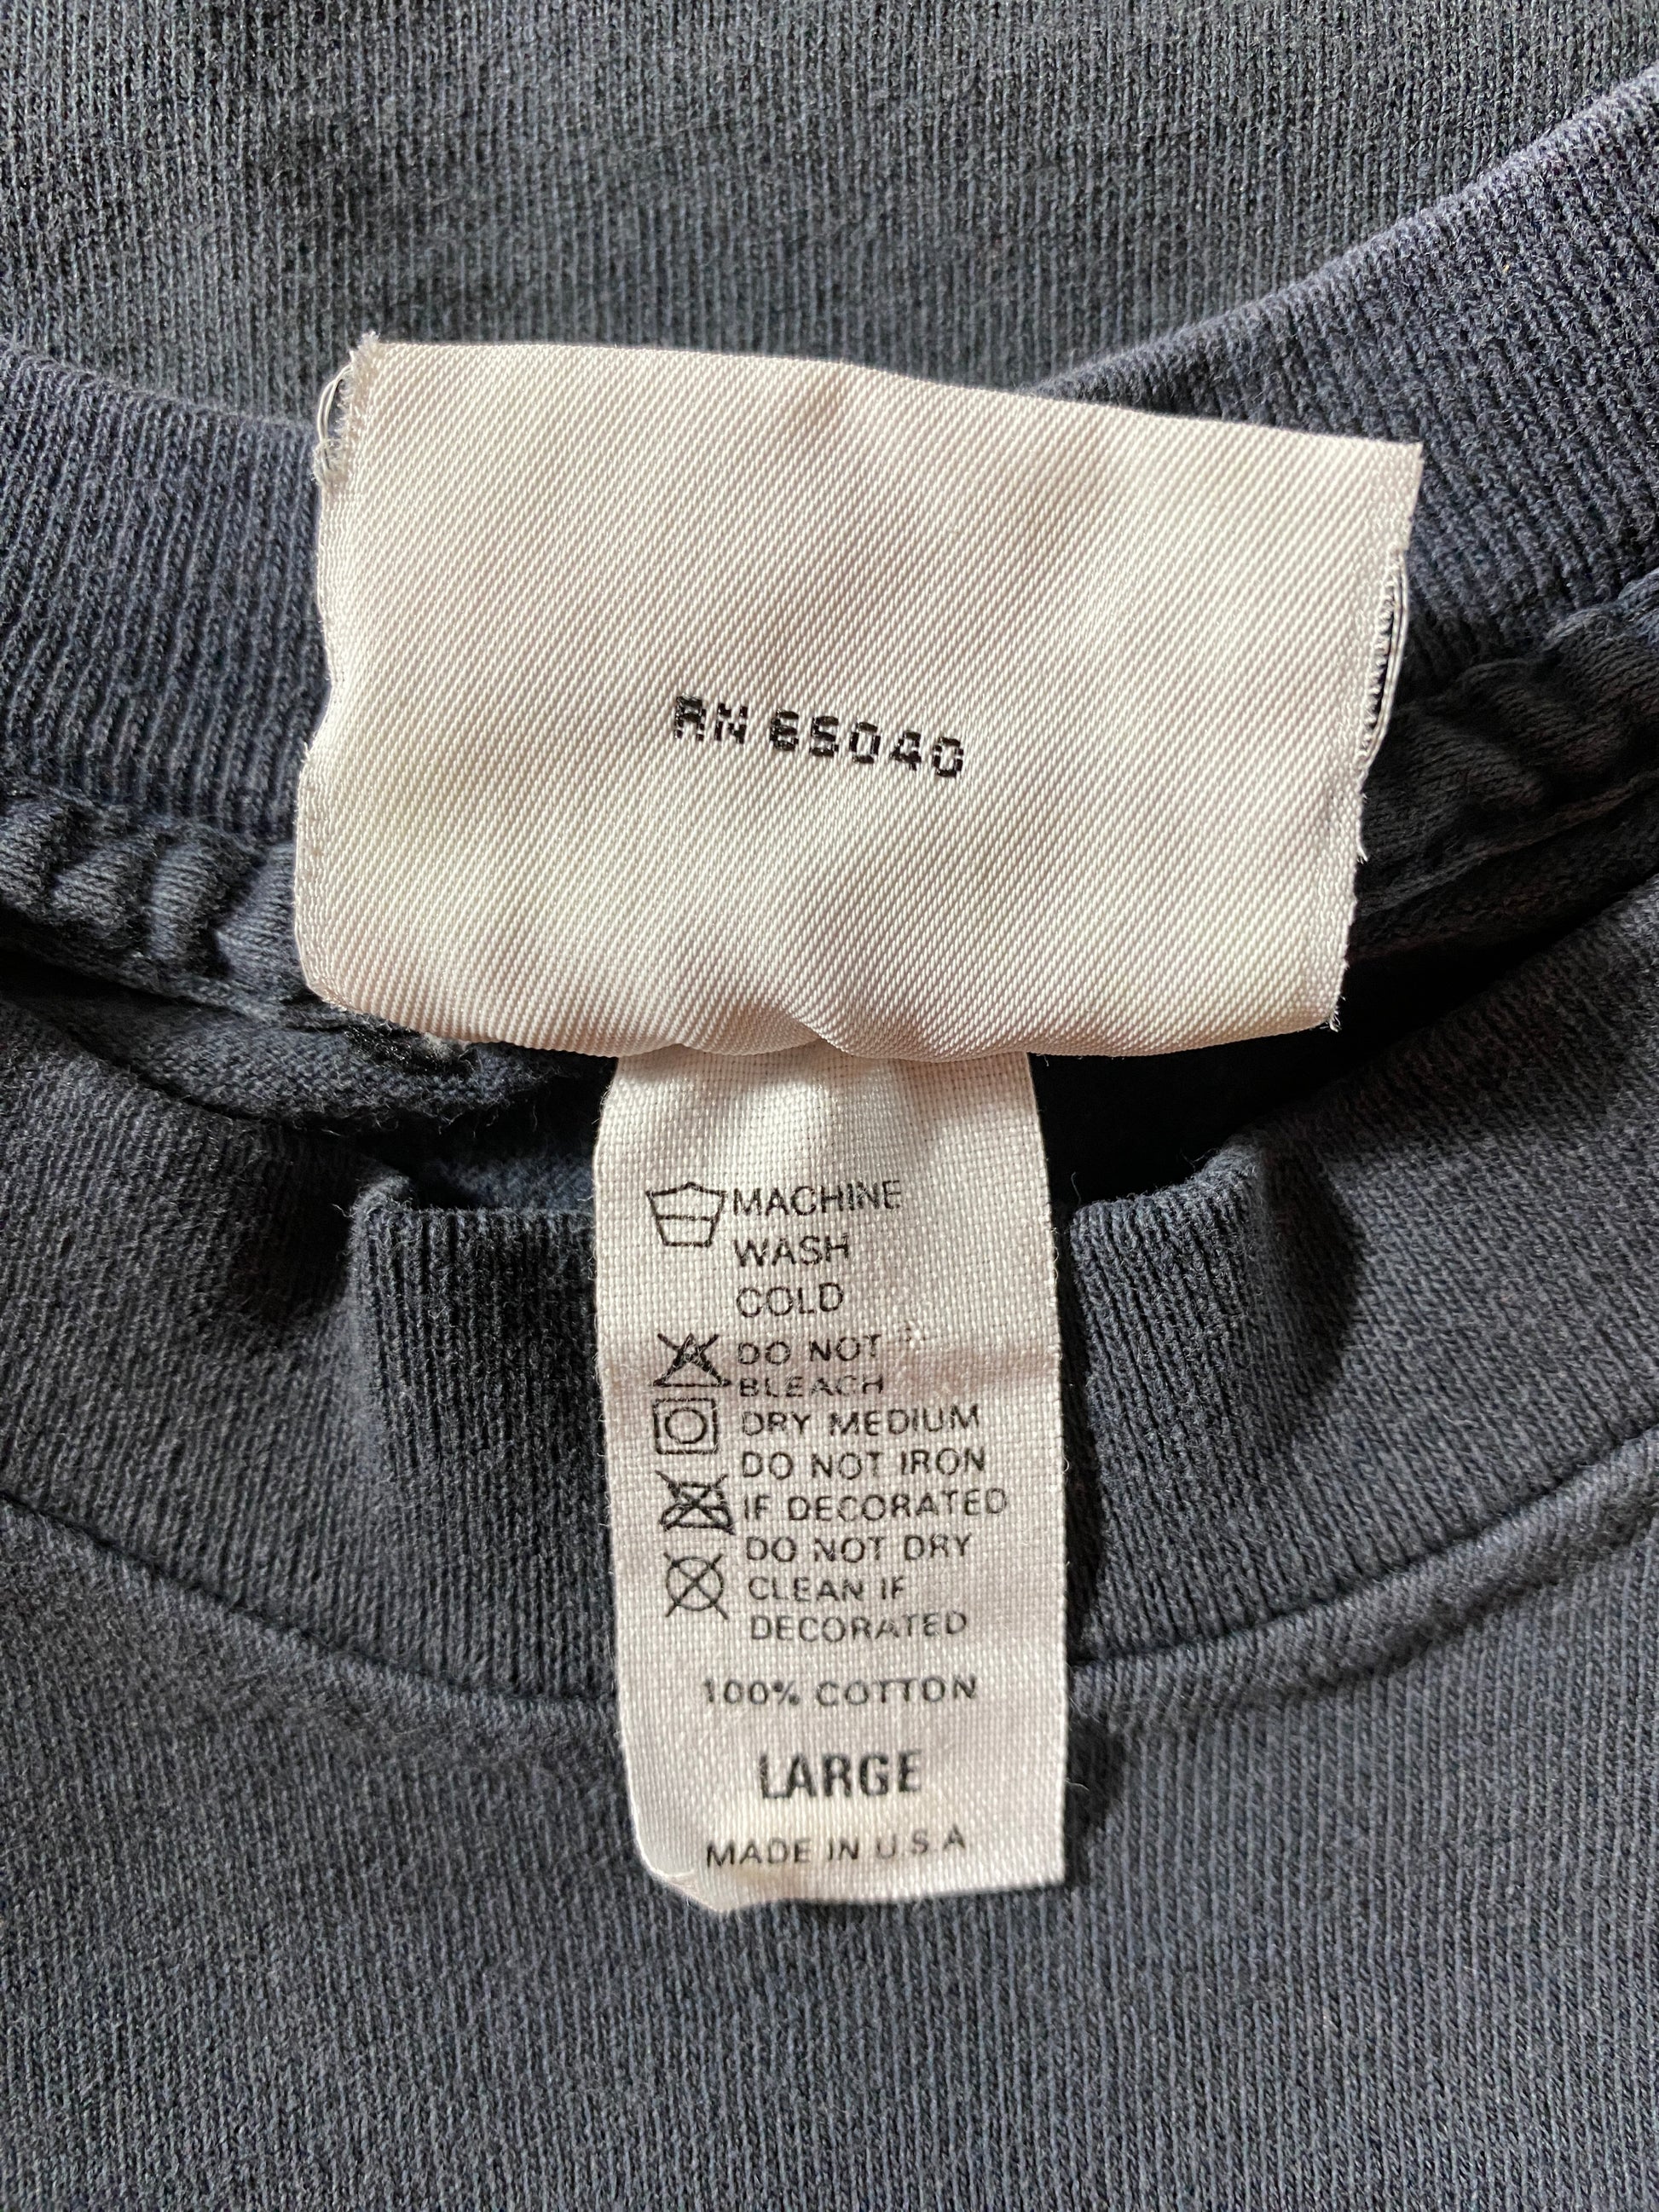 RN 65040
MACHINE
WASH
COLD
DO NOT
BLEACH
DRY MEDIUM
DO NOT IRON
IF DECORATED
DO NOT DRY
CLEAN IF
DECORATED
100% COTTON
LARGE
MADE IN U.S.A